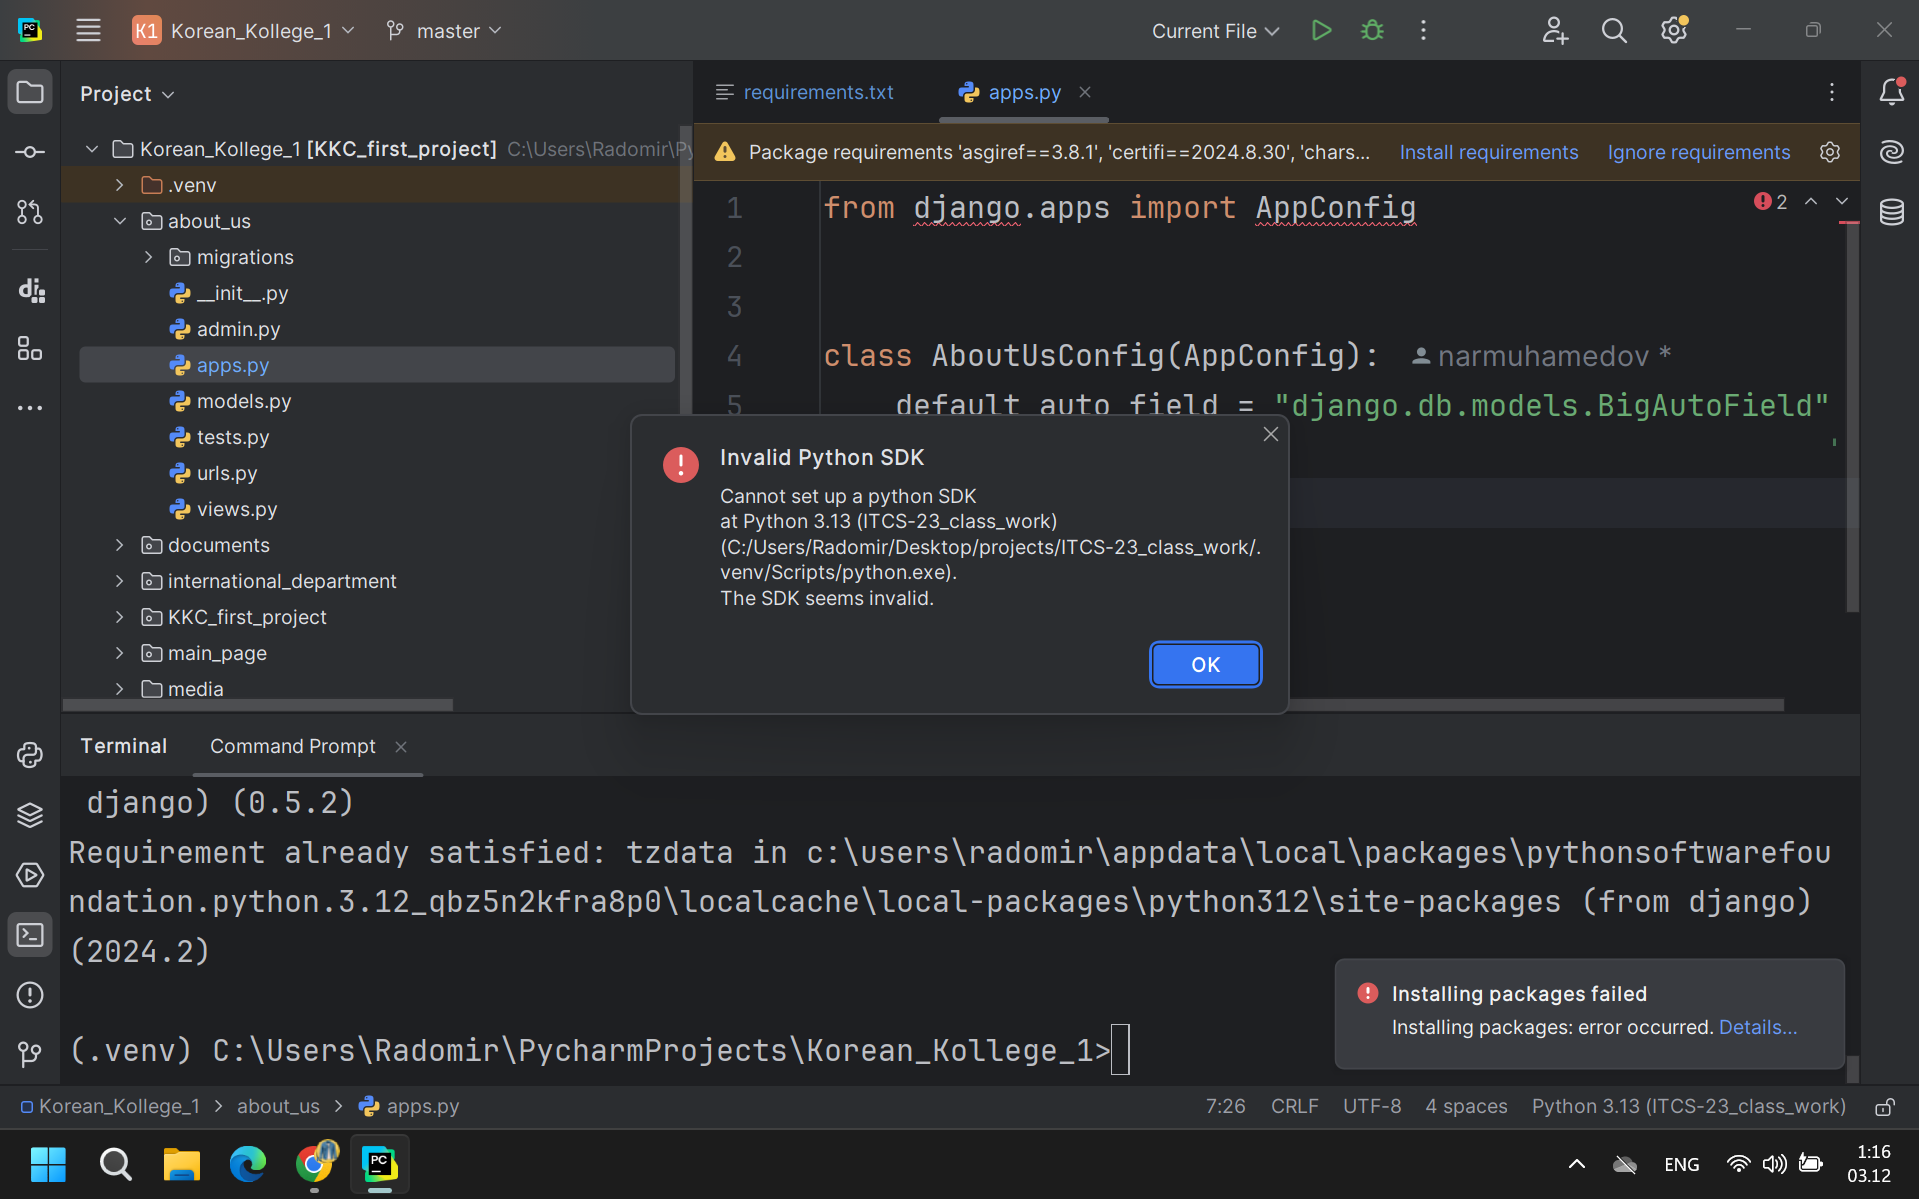 PC K1 Korean_Kollege_1 master Current File
Project
requirements.txt apps.py
Korean_Kollege_1 [KKC_first_project] C:\Users\Radomir\Py
Package requirements 'asgiref==3.8.1', 'certifi==2024.8.30', 'chars... Install requirements Ignore requirements
.venv
about_us
migrations
__init__.py
admin.py
apps.py
models.py
tests.py
urls.py
views.py
documents
international_department
KKC_first_project
main_page
media
1 from django.apps import AppConfig
2
3
4 class AboutUsConfig(AppConfig): narmuhamedov *
5 default_auto_field = "django.db.models.BigAutoField"
2
Invalid Python SDK
Cannot set up a python SDK
at Python 3.13 (ITCS-23_class_work)
(C:/Users/Radomir/Desktop/projects/ITCS-23_class_work/.
venv/Scripts/python.exe).
The SDK seems invalid.
OK
Terminal Command Prompt
django) (0.5.2)
Requirement already satisfied: tzdata in c:\users\radomir\appdata\local\packages\pythonsoftwarefou
ndation.python.3.12_qbz5n2kfra8p0\localcache\local-packages\python312\site-packages (from django)
(2024.2)
(.venv) C:\Users\Radomir\PycharmProjects\Korean_Kollege_1>
Installing packages failed
Installing packages: error occurred. Details...
Korean_Kollege_1 > about_us > apps.py 7:26 CRLF UTF-8 4 spaces Python 3.13 (ITCS-23_class_work)
PC ENG 1:16
03.12